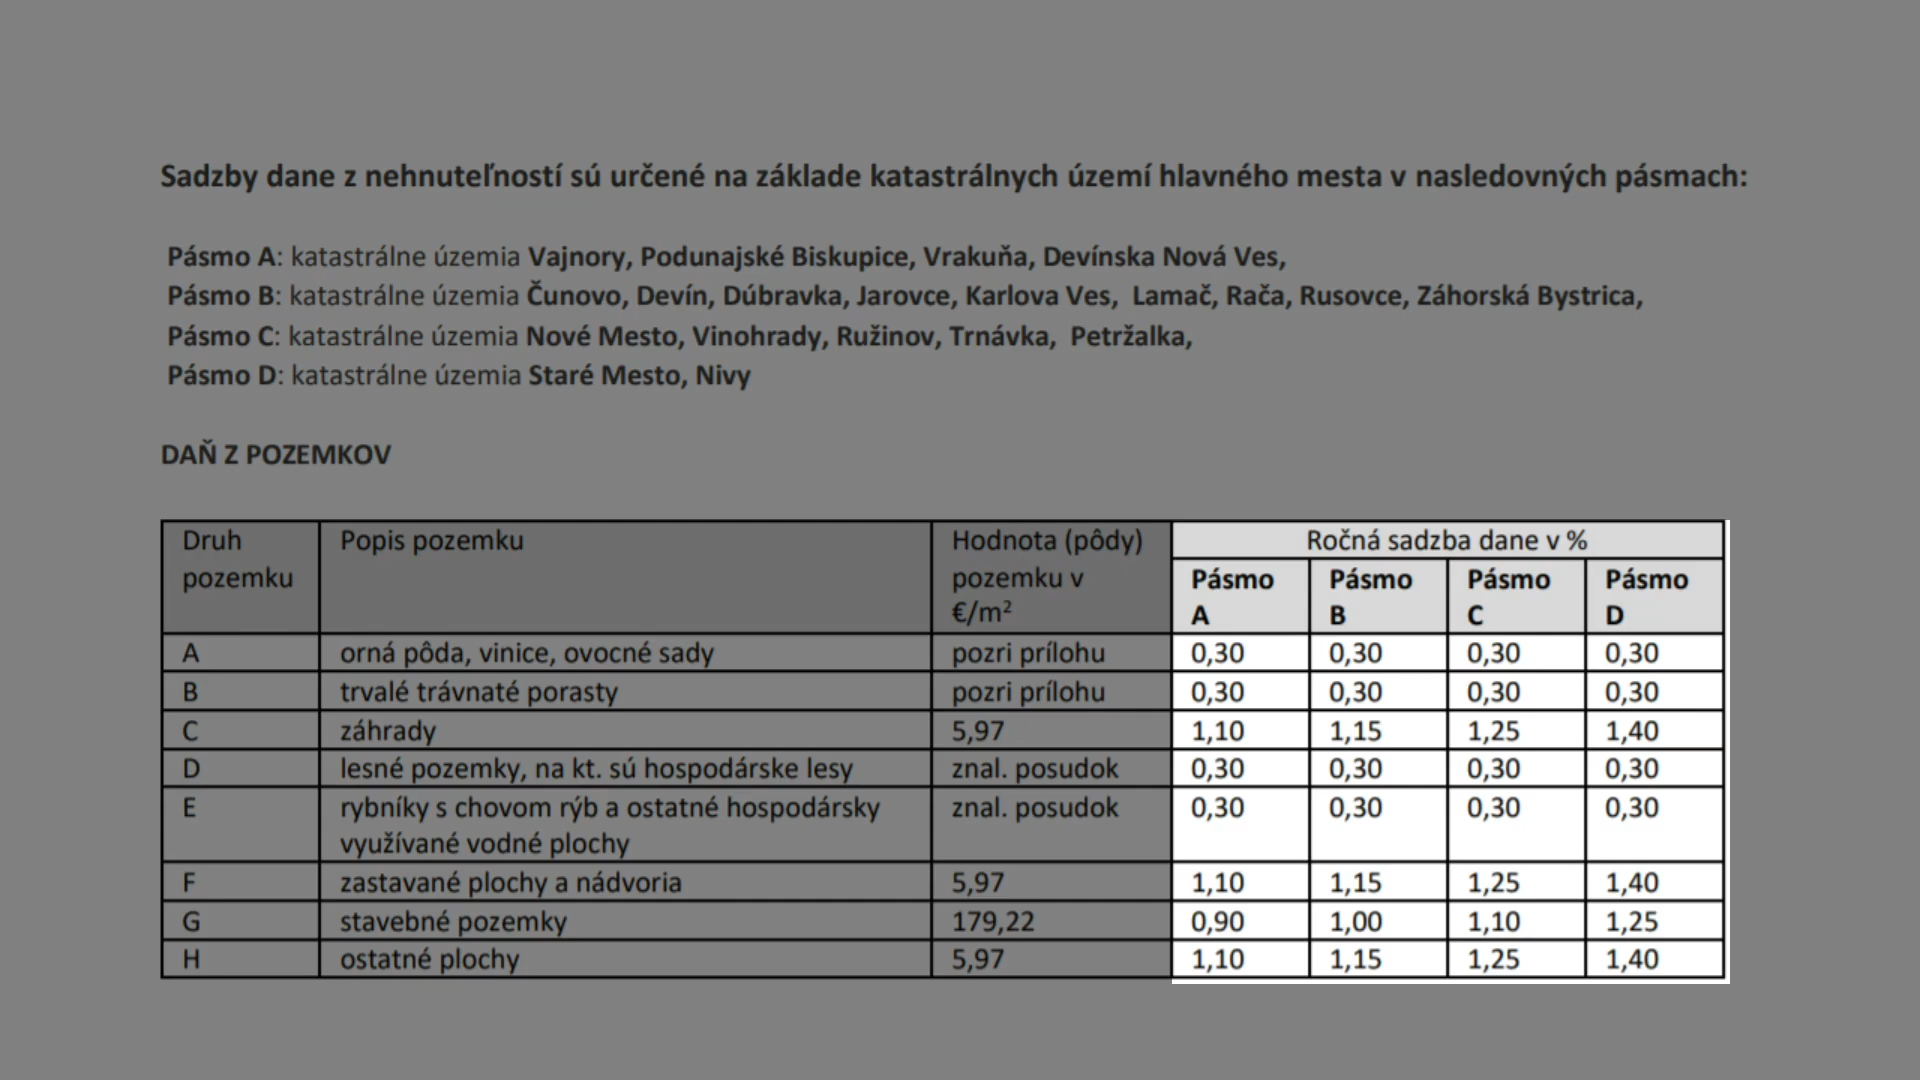 Sadzby dane z nehnuteľností sú určené na základe katastrálnych území hlavného mesta v nasledovných pásmach:
Pásmo A: katastrálne územia Vajnory, Podunajské Biskupice, Vrakuňa, Devínska Nová Ves,
Pásmo B: katastrálne územia Čunovo, Devín, Dúbravka, Jarovce, Karlova Ves, Lamač, Rača, Rusovce, Záhorská Bystrica,
Pásmo C: katastrálne územia Nové Mesto, Vinohrady, Ružinov, Trnávka, Petržalka,
Pásmo D: katastrálne územia Staré Mesto, Nivy
DAŇ Z POZEMKOV
Druh pozemku Popis pozemku Hodnota (pôdy) pozemku v €/m² Ročná sadzba dane v %
Pásmo A Pásmo B Pásmo C Pásmo D
A orná pôda, vinice, ovocné sady pozri prílohu 0,30 0,30 0,30 0,30
B trvalé trávnaté porasty pozri prílohu 0,30 0,30 0,30 0,30
C záhrady 5,97 1,10 1,15 1,25 1,40
D lesné pozemky, na kt. sú hospodárske lesy znal. posudok 0,30 0,30 0,30 0,30
E rybníky s chovom rýb a ostatné hospodársky znal. posudok 0,30 0,30 0,30 0,30
využívané vodné plochy
F zastavané plochy a nádvoria 5,97 1,10 1,15 1,25 1,40
G stavebné pozemky 179,22 0,90 1,00 1,10 1,25
H ostatné plochy 5,97 1,10 1,15 1,25 1,40